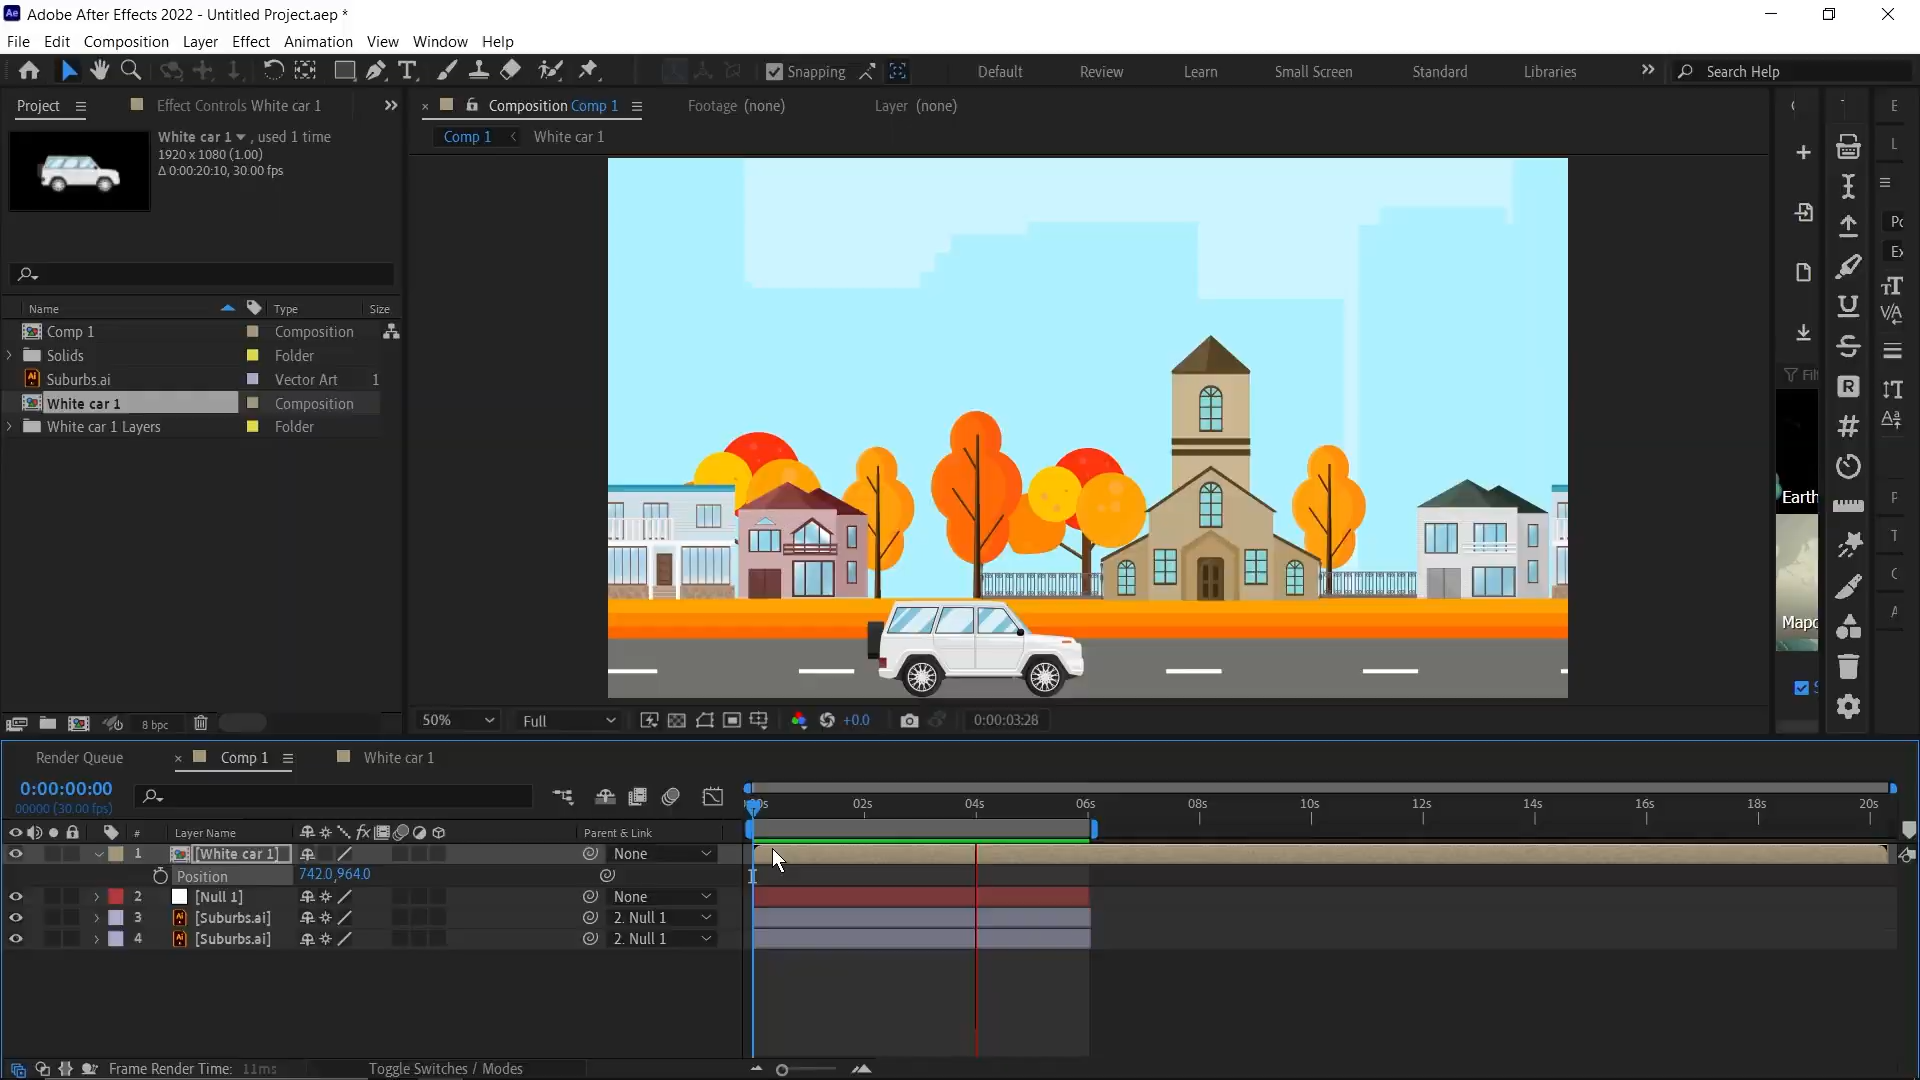 Adobe After Effects 2022 - Untitled Project.aep *
File Edit Composition Layer Effect Animation View Window Help
Snapping Default Review Learn Small Screen Standard Libraries Search Help
Project Effect Controls White car 1 Composition Comp 1 Footage (none) Layer (none)
Comp 1 White car 1
White car 1 , used 1 time
1920 x 1080 (1.00)
Δ 0:00:20:10, 30.00 fps
Name Type Size
Comp 1 Composition
Solids Folder
Suburbs.ai Vector Art 1
White car 1 Composition
White car 1 Layers Folder
Earth
8 bpc
50% Full +0.0 0:00:03:28
Render Queue Comp 1 White car 1
0:00:00:00
00000 (30.00 fps)
02s 04s 06s 08s 10s 12s 14s 16s 18s 20s
# Layer Name Parent & Link
1 [White car 1] None
Position 742.0,964.0
2 [Null 1] None
3 [Suburbs.ai] 2. Null 1
4 [Suburbs.ai] 2. Null 1
Frame Render Time: 11ms Toggle Switches / Modes